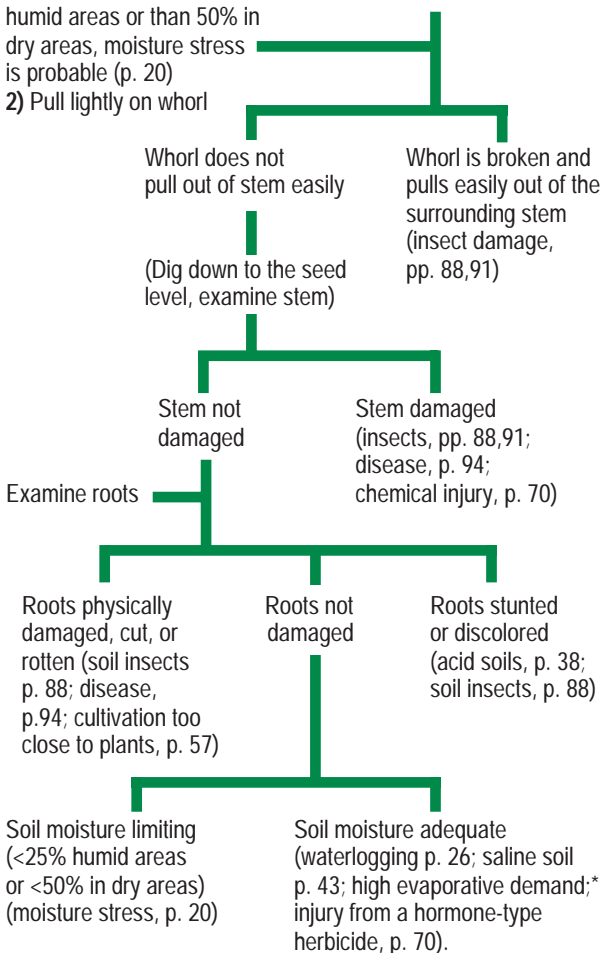 humid areas or than 50% in
dry areas, moisture stress
is probable (p. 20)
2) Pull lightly on whorl
Whorl does not
pull out of stem easily
Whorl is broken and
pulls easily out of the
surrounding stem
(insect damage,
pp. 88,91)
(Dig down to the seed
level, examine stem)
Stem not
damaged
Stem damaged
(insects, pp. 88,91;
disease, p. 94;
chemical injury, p. 70)
Examine roots
Roots physically
damaged, cut, or
rotten (soil insects
p. 88; disease,
p.94; cultivation too
close to plants, p. 57)
Roots not
damaged
Roots stunted
or discolored
(acid soils, p. 38;
soil insects, p. 88)
Soil moisture limiting
(<25% humid areas
or <50% in dry areas)
(moisture stress, p. 20)
Soil moisture adequate
(waterlogging p. 26; saline soil
p. 43; high evaporative demand;*
injury from a hormone-type
herbicide, p. 70).